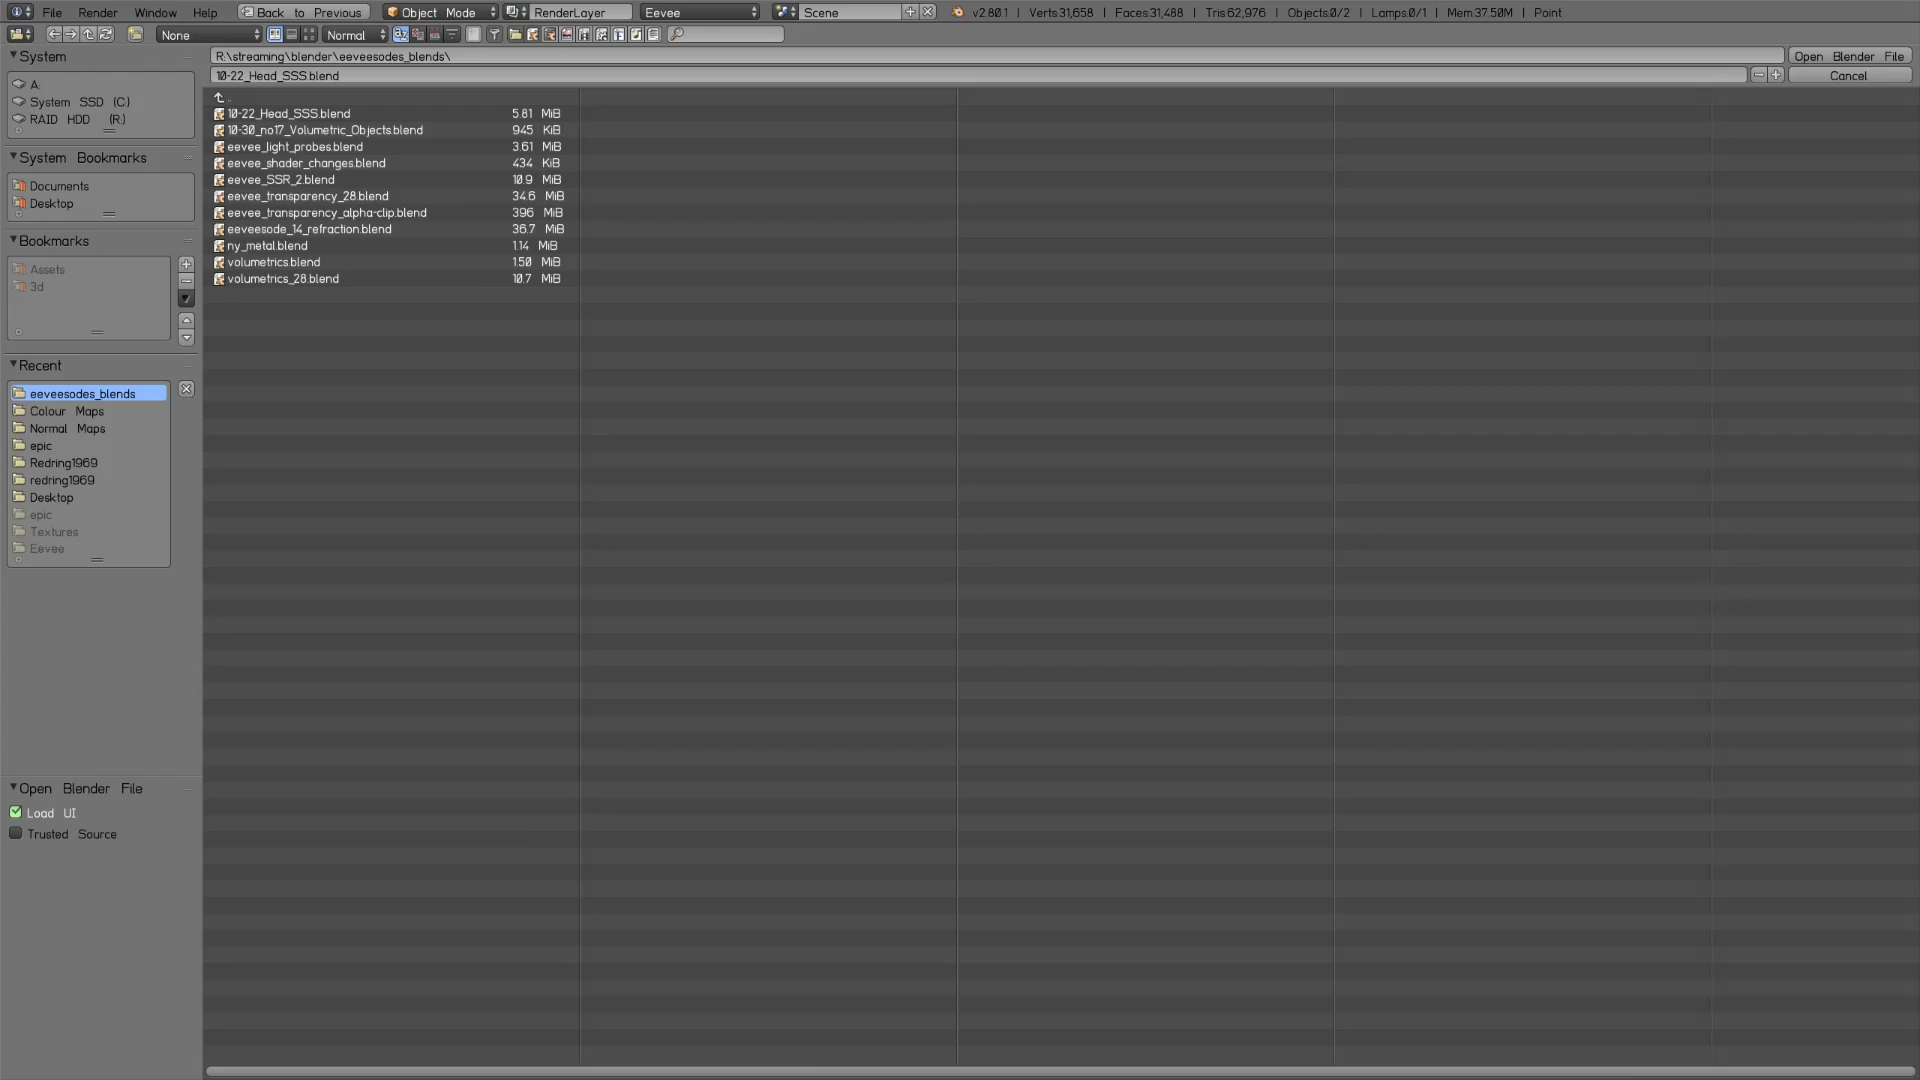 File Render Window Help Back to Previous Object Mode RenderLayer Eevee Scene v2.80.1 | Verts:31,658 | Faces:31,488 | Tris:62,976 | Objects:0/2 | Lamps:0/1 | Mem:37.50M | Point
None Normal
System
R:\streaming\blender\eeveesodes_blends\ Open Blender File
10-22_Head_SSS.blend Cancel
A:
System SSD (C:)
RAID HDD (R:)
System Bookmarks
Documents
Desktop
Bookmarks
Assets
3d
Recent
eeveesodes_blends
Colour Maps
Normal Maps
epic
Redring1969
redring1969
Desktop
epic
Textures
Eevee
Open Blender File
Load UI
Trusted Source
..
10-22_Head_SSS.blend 5.81 MiB
10-30_no17_Volumetric_Objects.blend 945 KiB
eevee_light_probes.blend 3.61 MiB
eevee_shader_changes.blend 434 KiB
eevee_SSR_2.blend 10.9 MiB
eevee_transparency_28.blend 34.6 MiB
eevee_transparency_alpha-clip.blend 396 MiB
eeveesode_14_refraction.blend 36.7 MiB
ny_metal.blend 1.14 MiB
volumetrics.blend 1.50 MiB
volumetrics_28.blend 10.7 MiB